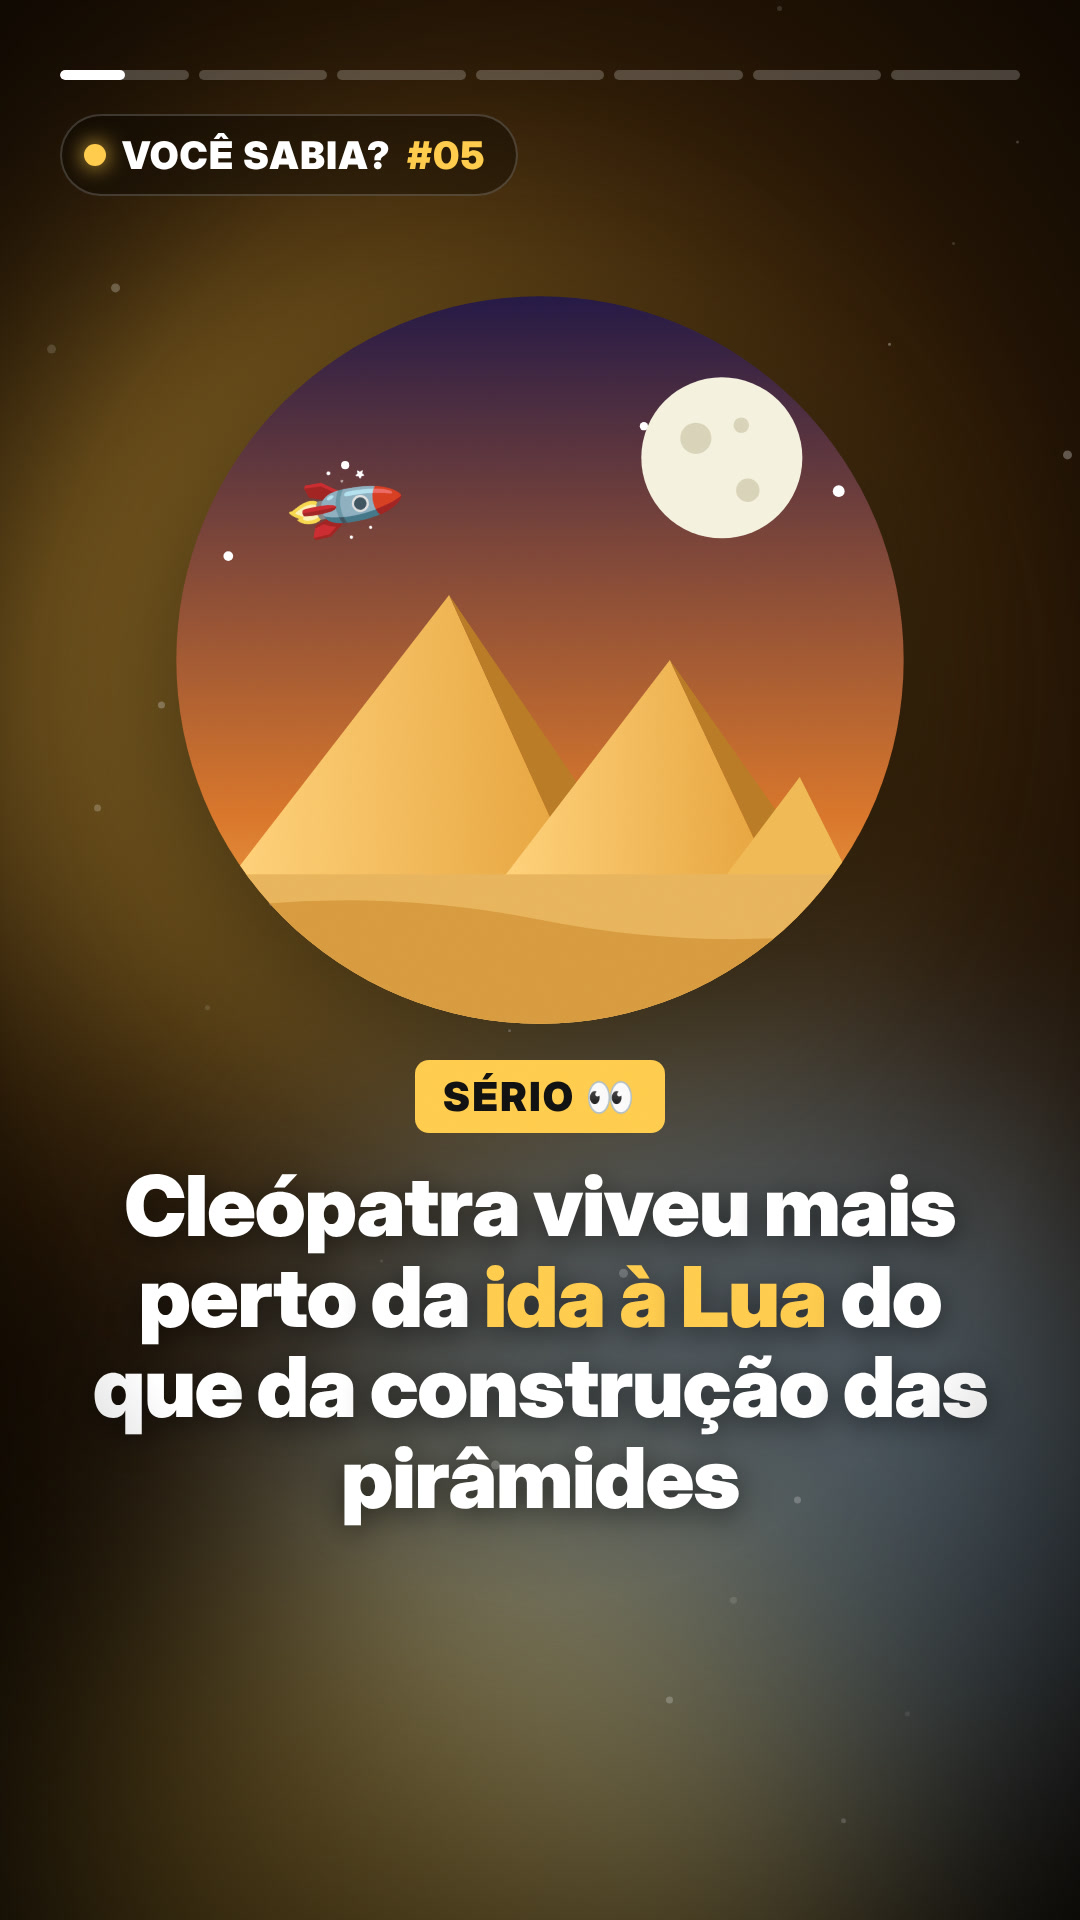 VOCÊ SABIA? #05
SÉRIO 👀
Cleópatra viveu mais
perto da ida à Lua do
que da construção das
pirâmides